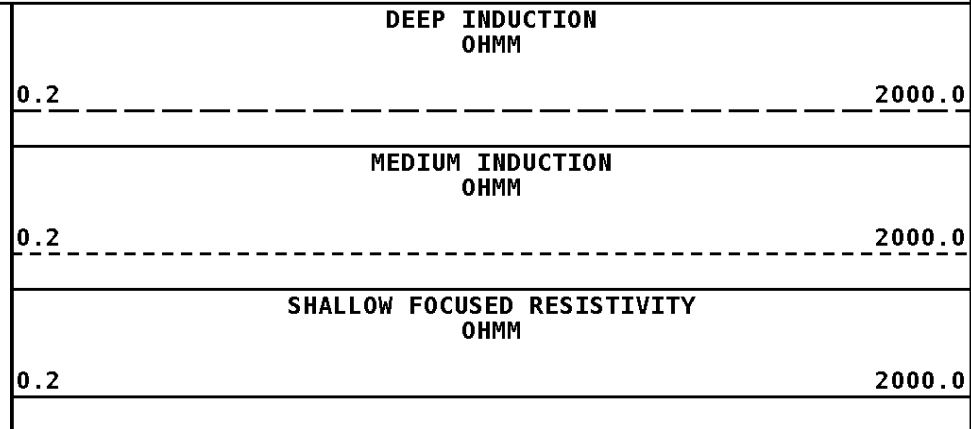 DEEP INDUCTION
OHMM
0.2 2000.0
MEDIUM INDUCTION
OHMM
0.2 2000.0
SHALLOW FOCUSED RESISTIVITY
OHMM
0.2 2000.0